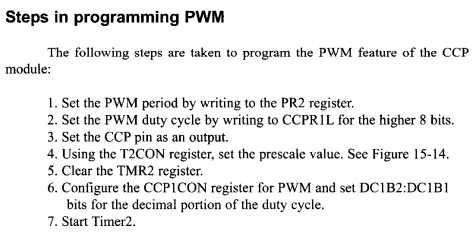 Steps in programming PWM
The following steps are taken to program the PWM feature of the CCP
module:
1. Set the PWM period by writing to the PR2 register.
2. Set the PWM duty cycle by writing to CCPR1L for the higher 8 bits.
3. Set the CCP pin as an output.
4. Using the T2CON register, set the prescale value. See Figure 15-14.
5. Clear the TMR2 register.
6. Configure the CCP1CON register for PWM and set DC1B2:DC1B1
bits for the decimal portion of the duty cycle.
7. Start Timer2.